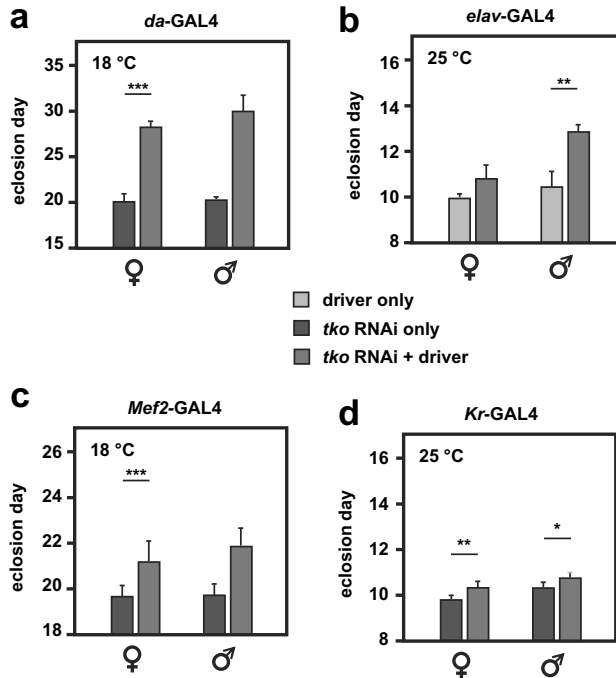 a
da-GAL4
18 °C
***
eclosion day
35
30
25
20
15
♀ ♂
b
elav-GAL4
25 °C
**
eclosion day
16
14
12
10
8
♀ ♂
driver only
tko RNAi only
tko RNAi + driver
c
Mef2-GAL4
18 °C
***
eclosion day
26
24
22
20
18
♀ ♂
d
Kr-GAL4
25 °C
** *
eclosion day
16
14
12
10
8
♀ ♂